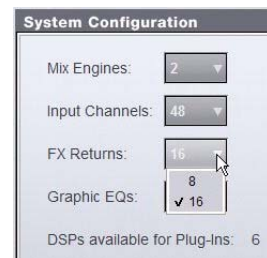 System Configuration
Mix Engines: 2
Input Channels: 48
FX Returns: 16
8
Graphic EQs: ✓ 16
DSPs available for Plug-Ins: 6